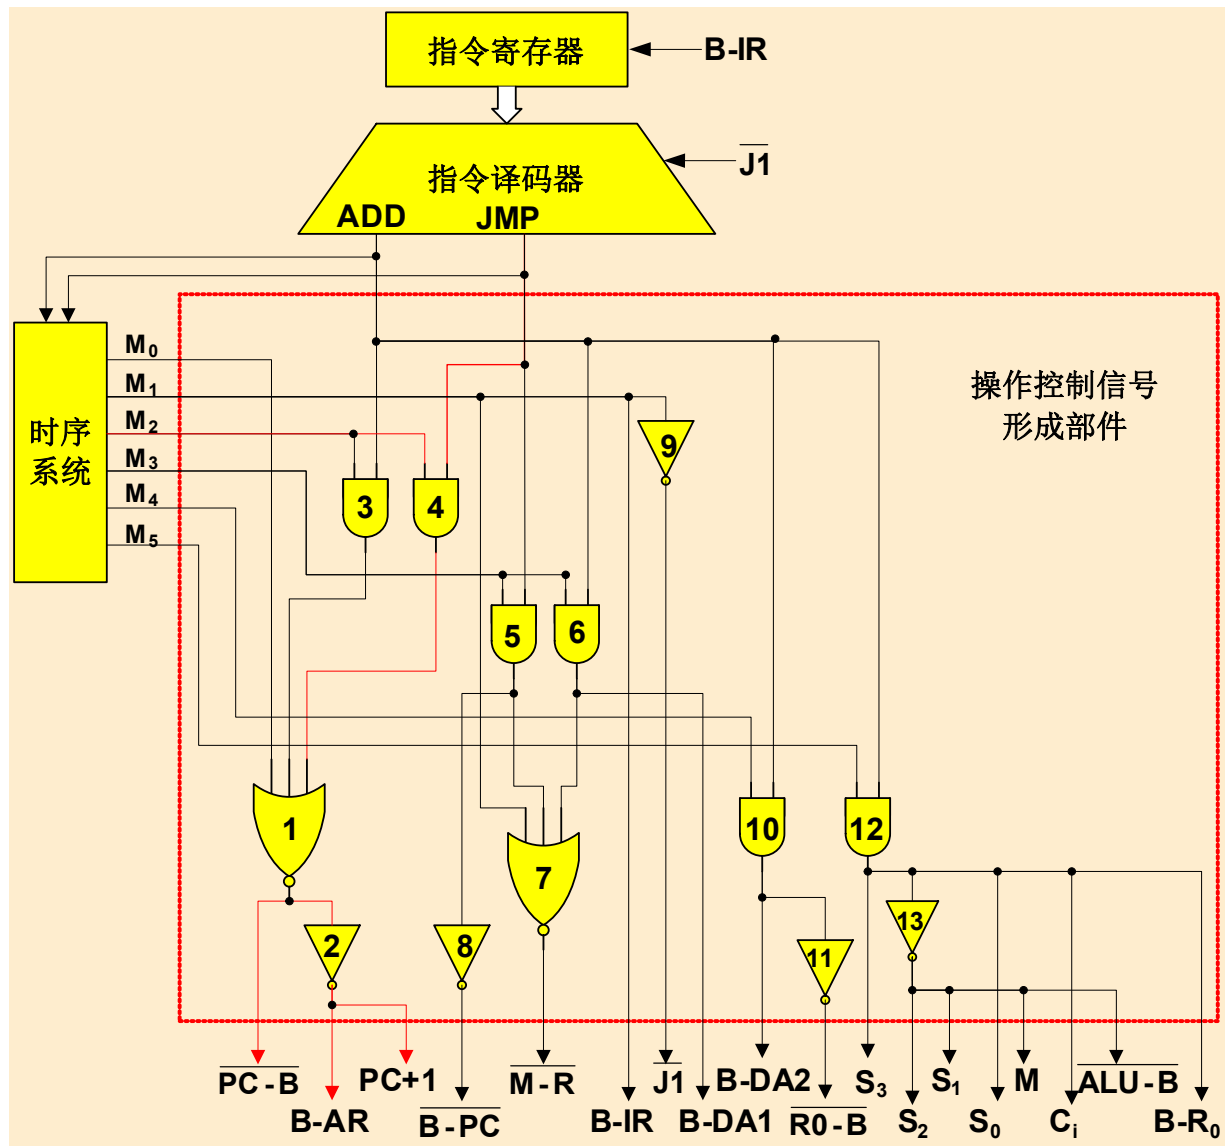 指令寄存器
B-IR
指令译码器
J1
ADD
JMP
时序
系统
M0
M1
M2
M3
M4
M5
操作控制信号
形成部件
9
3
4
5
6
1
7
10
12
2
8
11
13
PC-B
B-AR
PC+1
B-PC
M-R
B-IR
J1
B-DA1
B-DA2
R0-B
S3
S2
S1
S0
M
Ci
ALU-B
B-R0